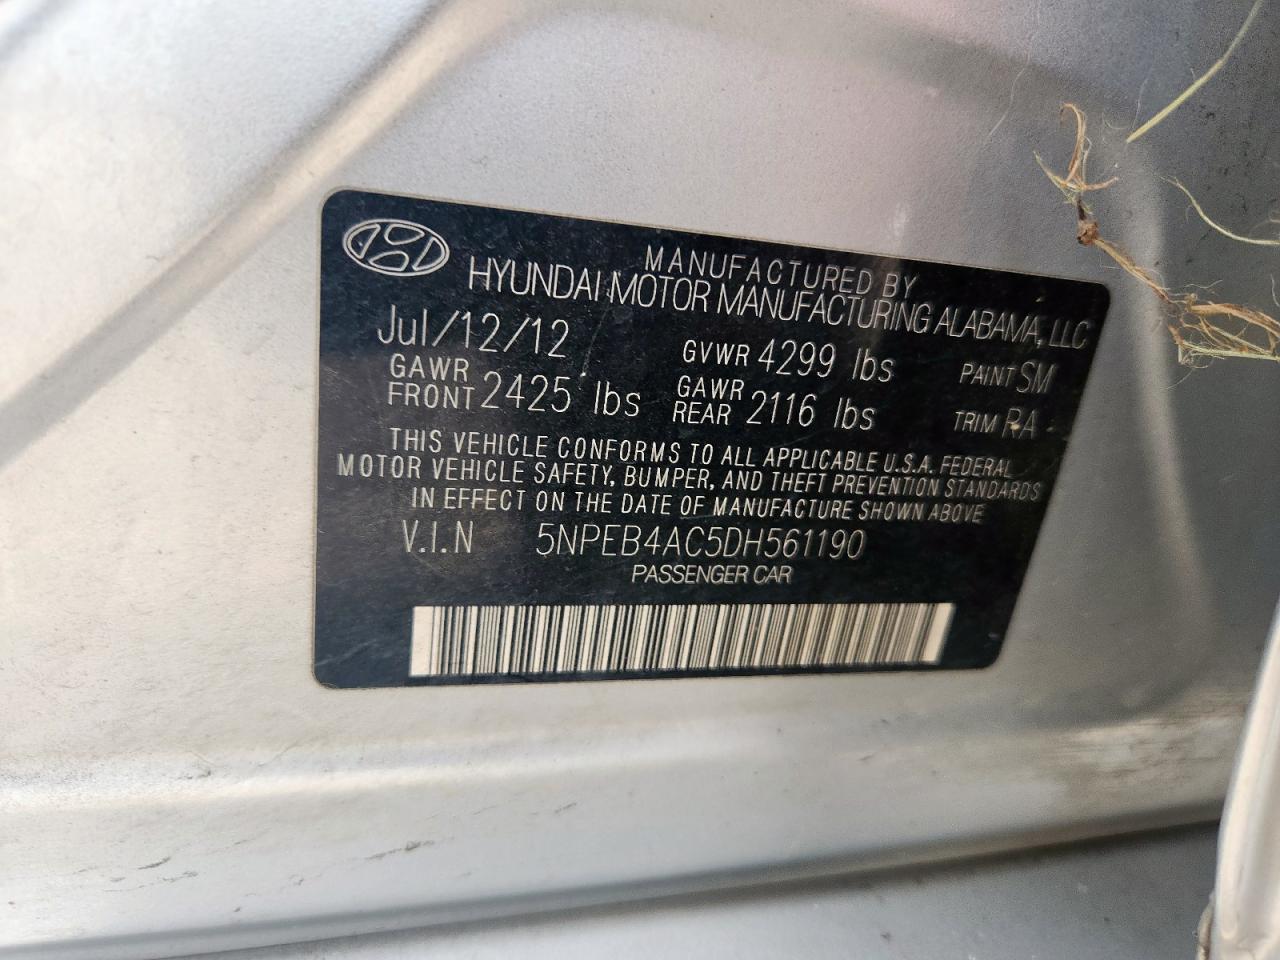 MANUFACTURED BY
HYUNDAI MOTOR MANUFACTURING ALABAMA, LLC
Jul/12/12 GVWR 4299 lbs PAINT SM
GAWR FRONT 2425 lbs GAWR REAR 2116 lbs TRIM RA
THIS VEHICLE CONFORMS TO ALL APPLICABLE U.S.A. FEDERAL
MOTOR VEHICLE SAFETY, BUMPER, AND THEFT PREVENTION STANDARDS
IN EFFECT ON THE DATE OF MANUFACTURE SHOWN ABOVE
V.I.N 5NPEB4AC5DH561190
PASSENGER CAR